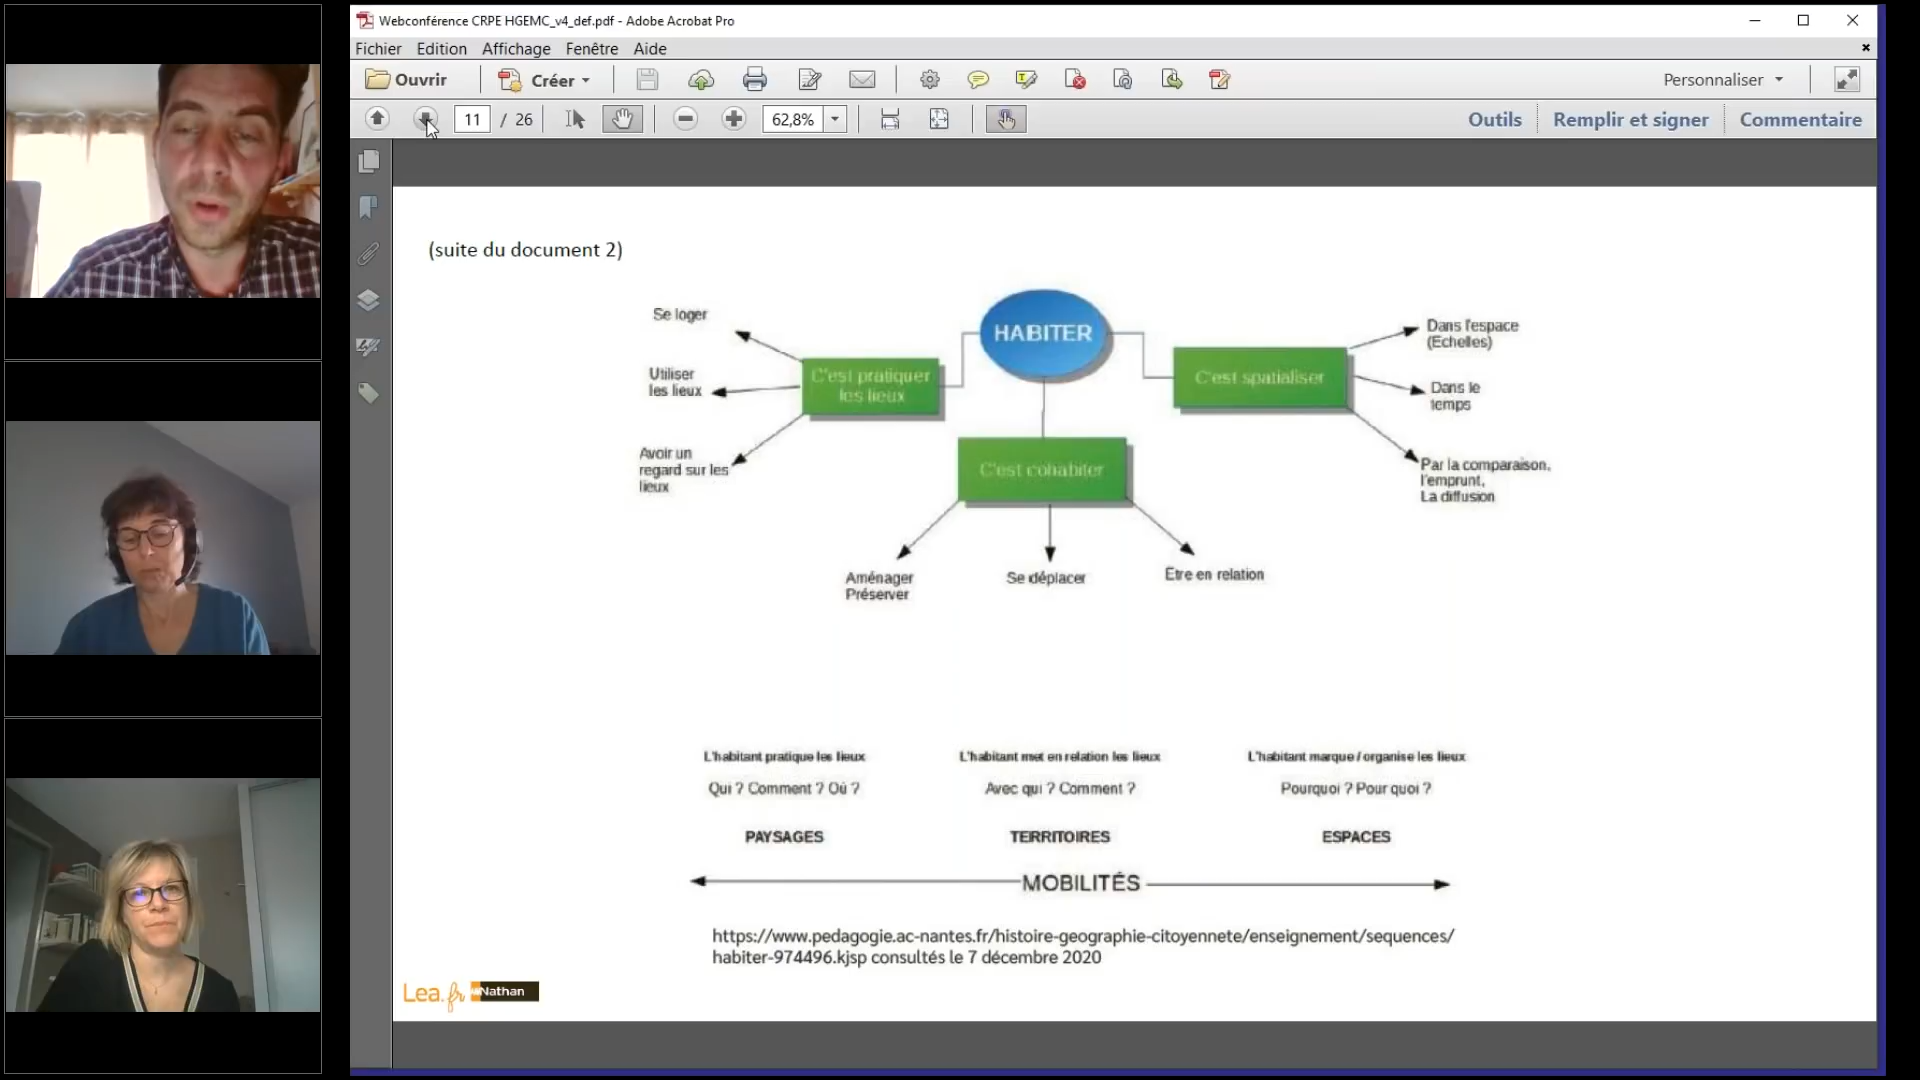 Webconférence CRPE HGEMC_v4_def.pdf - Adobe Acrobat Pro
Fichier Edition Affichage Fenêtre Aide
Ouvrir Créer Personnaliser
11 / 26 62,8% Outils Remplir et signer Commentaire
(suite du document 2)
HABITER
C'est pratiquer
les lieux
Se loger
Utiliser
les lieux
Avoir un
regard sur les
lieux
C'est cohabiter
Aménager
Préserver
Se déplacer
Etre en relation
C'est spatialiser
Dans l'espace
(Echelles)
Dans le
temps
Par la comparaison,
l'emprunt,
La diffusion
L'habitant pratique les lieux
Qui ? Comment ? Où ?
PAYSAGES
L'habitant met en relation les lieux
Avec qui ? Comment ?
TERRITOIRES
L'habitant marque / organise les lieux
Pourquoi ? Pour quoi ?
ESPACES
MOBILITÉS
https://www.pedagogie.ac-nantes.fr/histoire-geographie-citoyennete/enseignement/sequences/
habiter-974496.kjsp consultés le 7 décembre 2020
Lea.fr Nathan